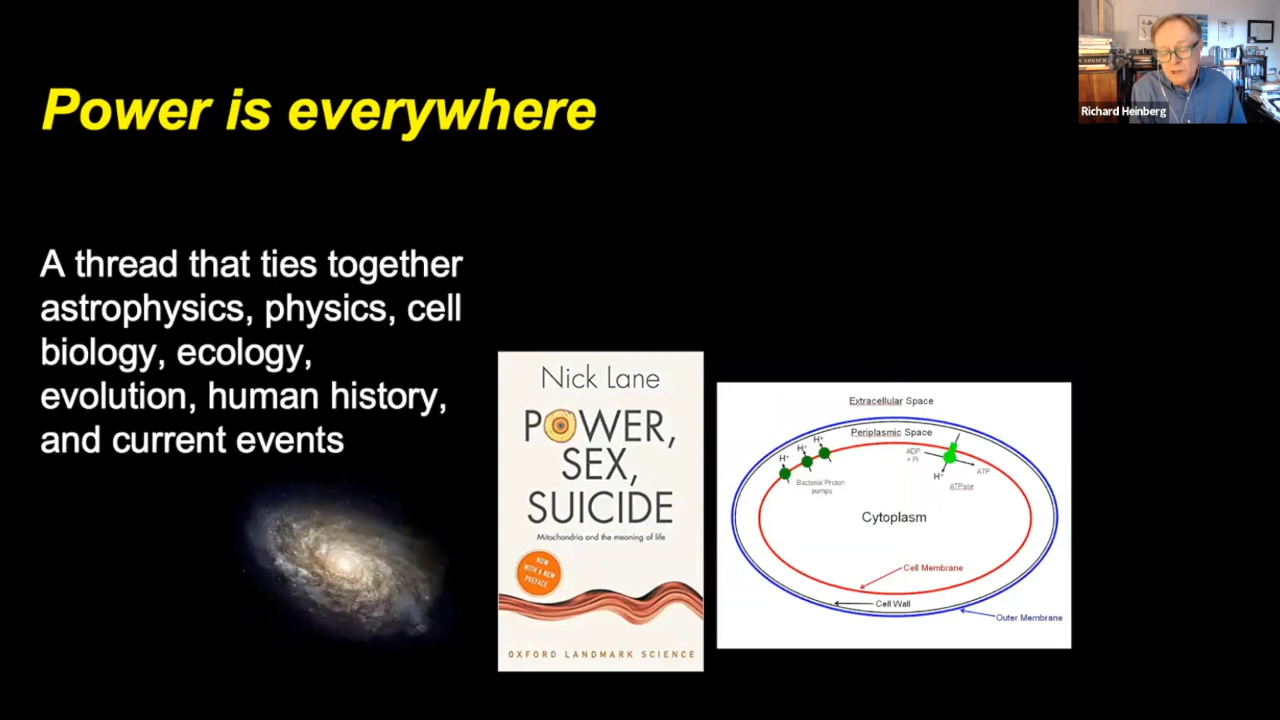 Power is everywhere
Richard Heinberg
A thread that ties together
astrophysics, physics, cell
biology, ecology,
evolution, human history,
and current events
Nick Lane
POWER,
SEX,
SUICIDE
Mitochondria and the meaning of life
NOW
WITH A NEW
PREFACE
OXFORD LANDMARK SCIENCE
Extracellular Space
Periplasmic Space
H+
H+
H+
ADP
+ Pi
ATP
H+
ATPase
Bacterial Proton
pumps
Cytoplasm
Cell Membrane
Cell Wall
Outer Membrane